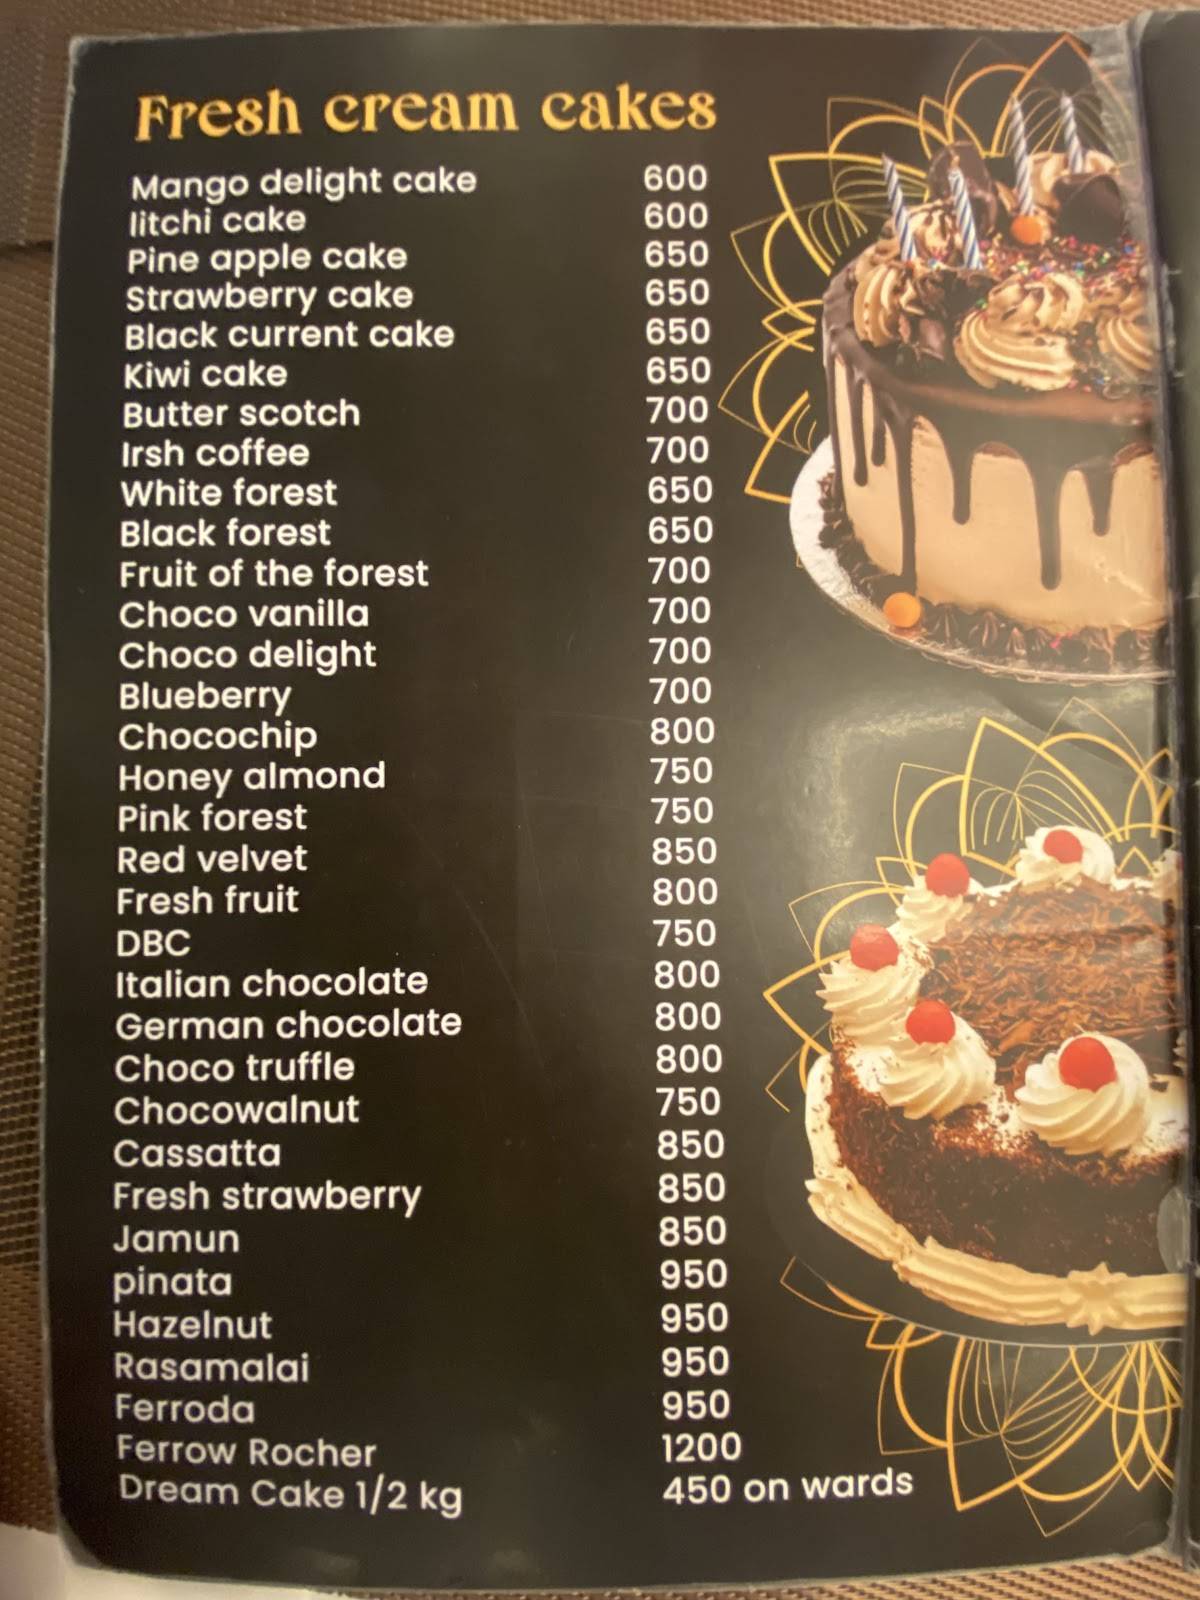 Fresh cream cakes
Mango delight cake 600
litchi cake 600
Pine apple cake 650
Strawberry cake 650
Black current cake 650
Kiwi cake 650
Butter scotch 700
Irsh coffee 700
White forest 650
Black forest 650
Fruit of the forest 700
Choco vanilla 700
Choco delight 700
Blueberry 700
Chocochip 800
Honey almond 750
Pink forest 750
Red velvet 850
Fresh fruit 800
DBC 750
Italian chocolate 800
German chocolate 800
Choco truffle 800
Chocowalnut 750
Cassatta 850
Fresh strawberry 850
Jamun 850
pinata 950
Hazelnut 950
Rasamalai 950
Ferroda 950
Ferrow Rocher 1200
Dream Cake 1/2 kg 450 on wards